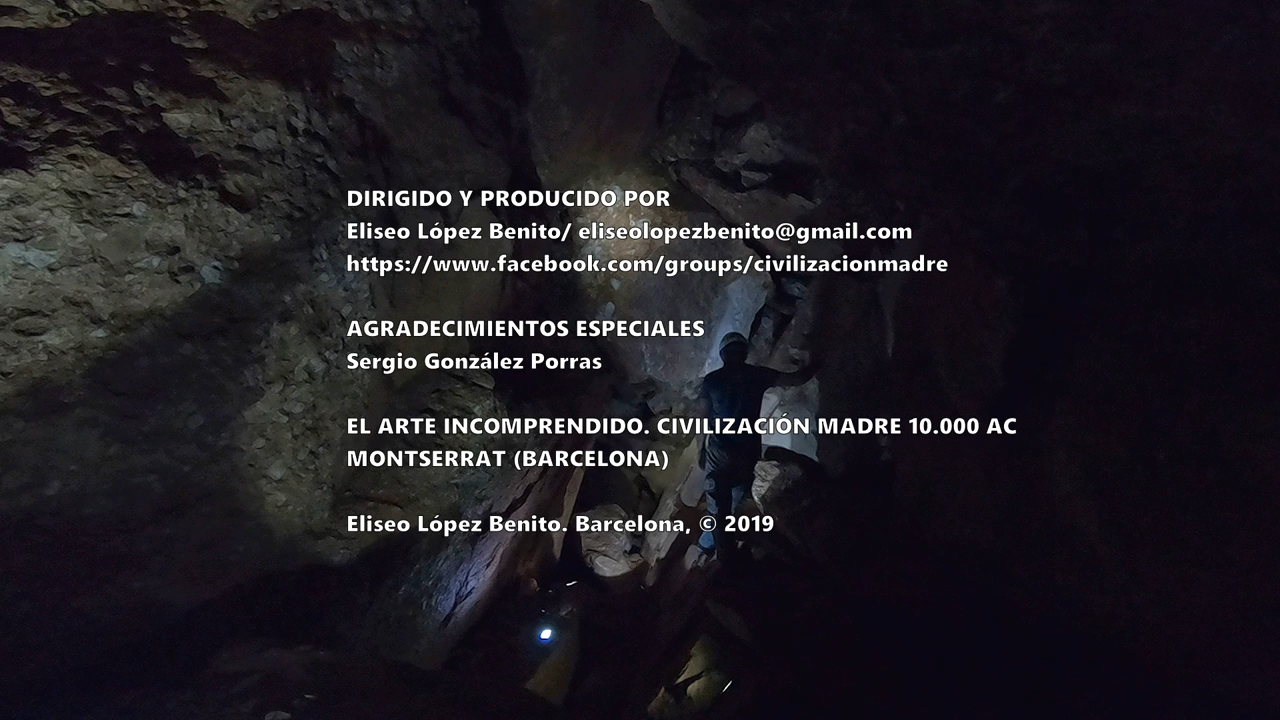 DIRIGIDO Y PRODUCIDO POR
Eliseo López Benito/ eliseolopezbenito@gmail.com
https://www.facebook.com/groups/civilizacionmadre
AGRADECIMIENTOS ESPECIALES
Sergio González Porras
EL ARTE INCOMPRENDIDO. CIVILIZACIÓN MADRE 10.000 AC
MONTSERRAT (BARCELONA)
Eliseo López Benito. Barcelona, © 2019